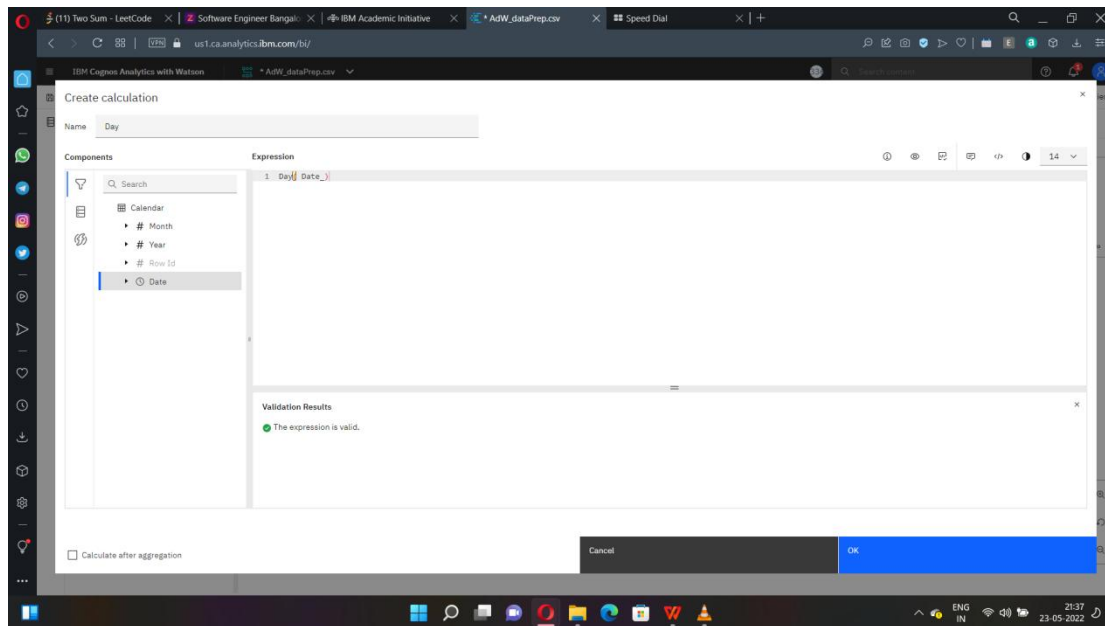 (11) Two Sum - LeetCode
Software Engineer Bangalo
IBM Academic Initiative
* AdW_dataPrep.csv
Speed Dial
VPN
us1.ca.analytics.ibm.com/bi/
IBM Cognos Analytics with Watson
* AdW_dataPrep.csv
Search content
Create calculation
Name
Day
Components
Expression
14
Search
1 Day( Date_)
Calendar
# Month
# Year
# Row Id
Date
Validation Results
The expression is valid.
Calculate after aggregation
Cancel
OK
ENG
IN
21:37
23-05-2022